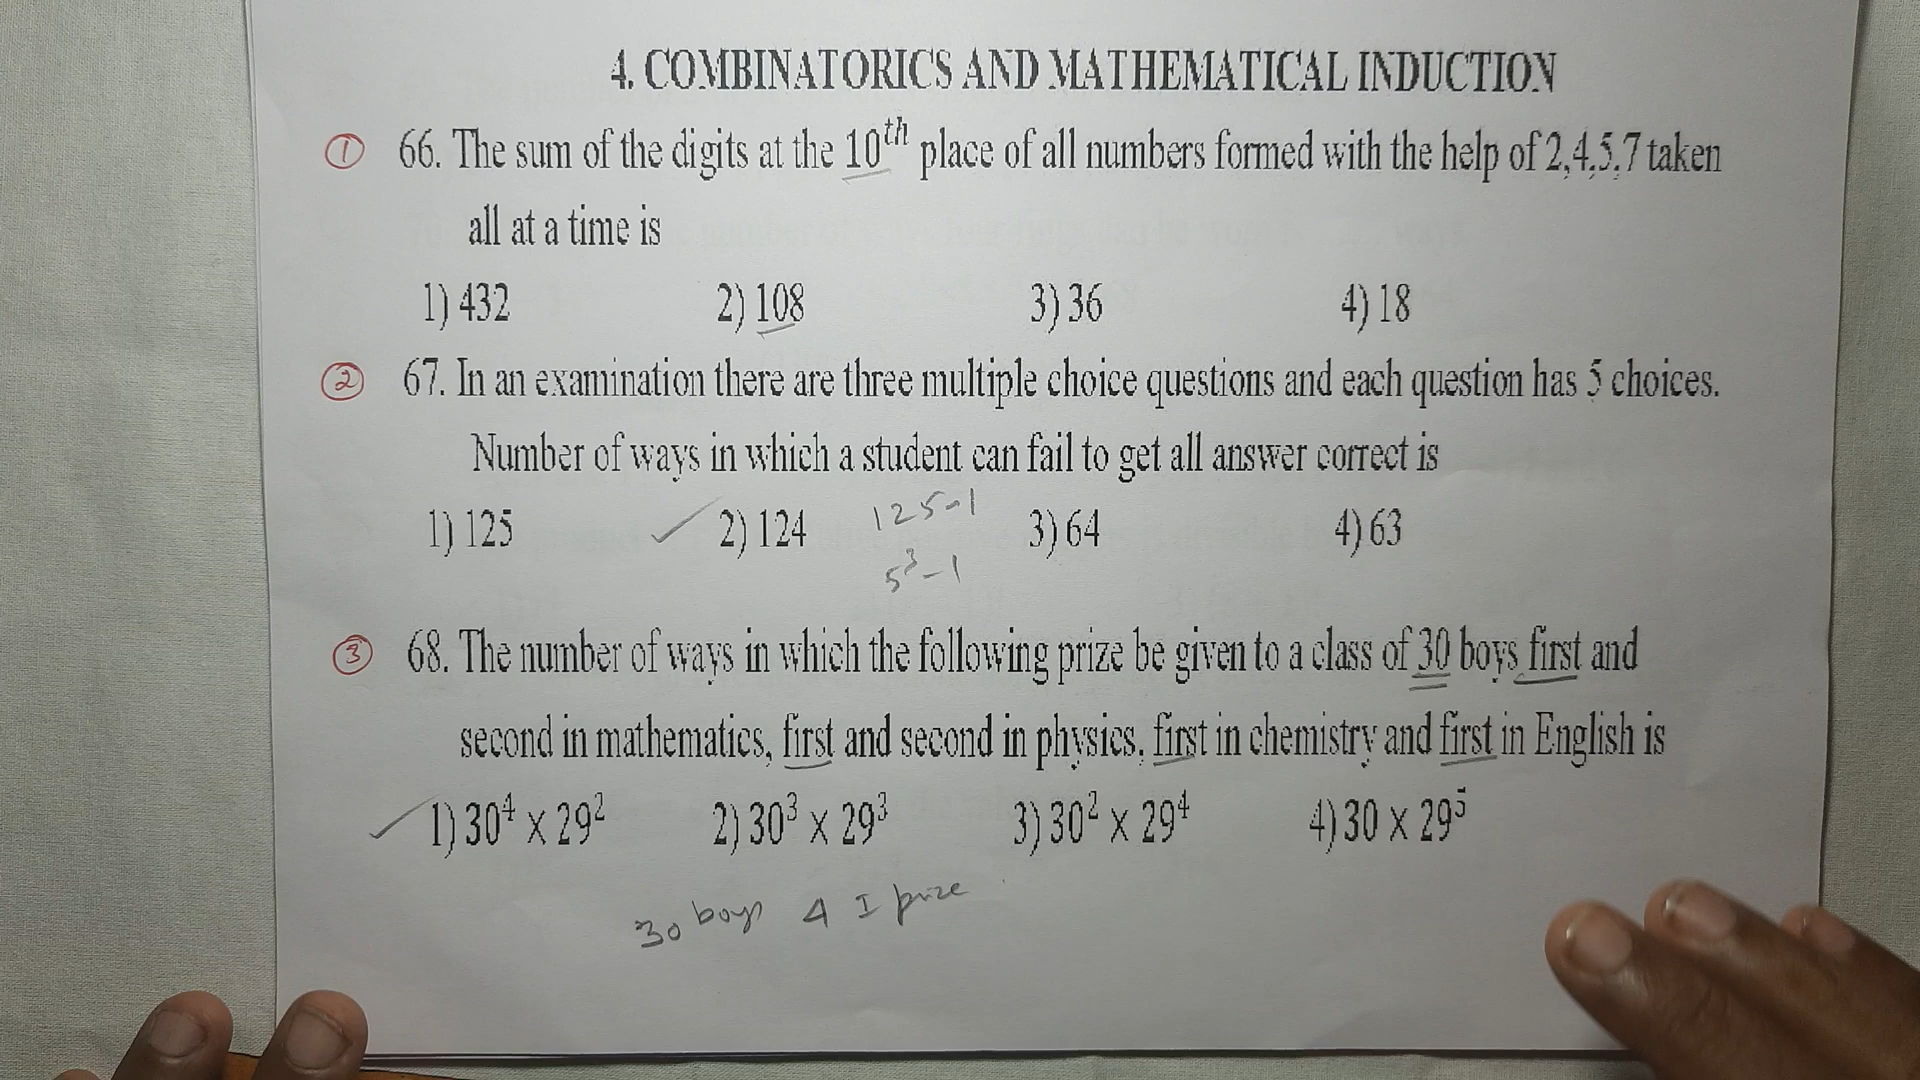 4. COMBINATORICS AND MATHEMATICAL INDUCTION
① 66. The sum of the digits at the 10th place of all numbers formed with the help of 2,4,5,7 taken
all at a time is
1) 432 2) 108 3) 36 4) 18
② 67. In an examination there are three multiple choice questions and each question has 5 choices.
Number of ways in which a student can fail to get all answer correct is
1) 125 ✓ 2) 124 125-1 3) 64 4) 63
5³-1
③ 68. The number of ways in which the following prize be given to a class of 30 boys first and
second in mathematics, first and second in physics, first in chemistry and first in English is
✓ 1) 30⁴ x 29² 2) 30³ x 29³ 3) 30² x 29⁴ 4) 30 x 29⁵
30 boys 4 I prize